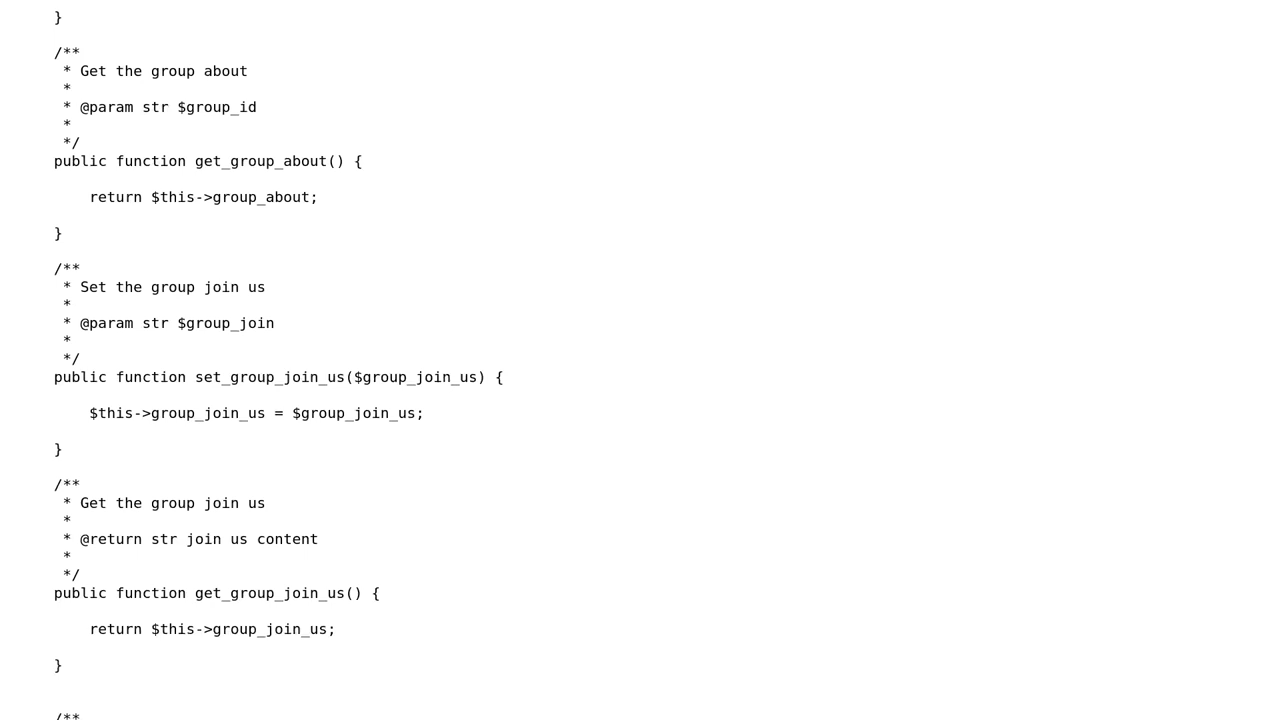 }
/**
 * Get the group about
 *
 * @param str $group_id
 *
 */
public function get_group_about() {
    return $this->group_about;
}
/**
 * Set the group join us
 *
 * @param str $group_join
 *
 */
public function set_group_join_us($group_join_us) {
    $this->group_join_us = $group_join_us;
}
/**
 * Get the group join us
 *
 * @return str join us content
 *
 */
public function get_group_join_us() {
    return $this->group_join_us;
}
/**